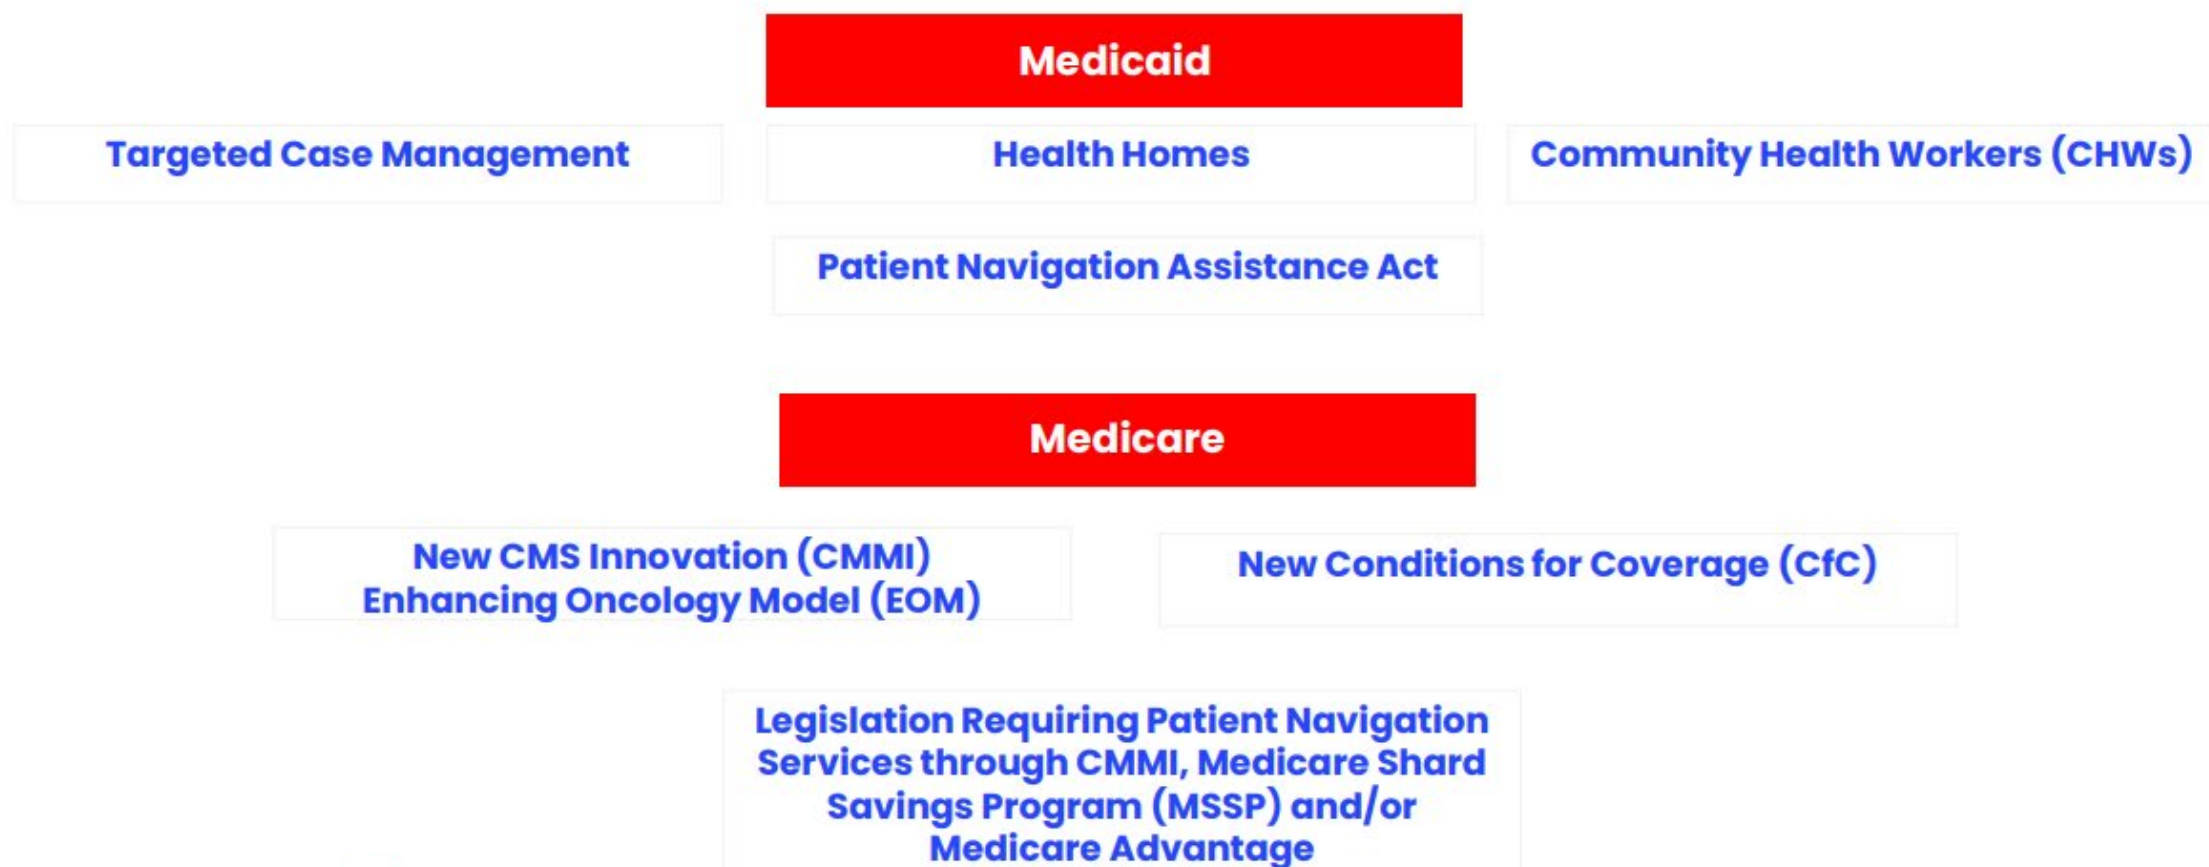 Medicaid
Targeted Case Management
Health Homes
Community Health Workers (CHWs)
Patient Navigation Assistance Act
Medicare
New CMS Innovation (CMMI)
Enhancing Oncology Model (EOM)
New Conditions for Coverage (CfC)
Legislation Requiring Patient Navigation
Services through CMMI, Medicare Shard
Savings Program (MSSP) and/or
Medicare Advantage